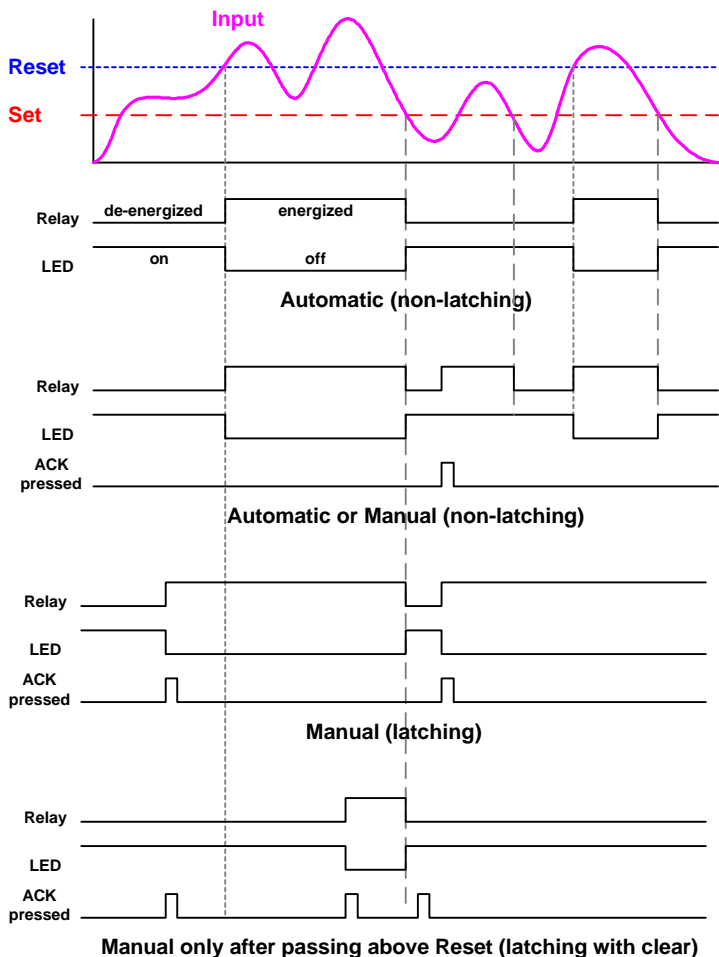 Input
Reset
Set
de-energized energized
Relay
on off
LED
Automatic (non-latching)
Relay
LED
ACK
pressed
Automatic or Manual (non-latching)
Relay
LED
ACK
pressed
Manual (latching)
Relay
LED
ACK
pressed
Manual only after passing above Reset (latching with clear)